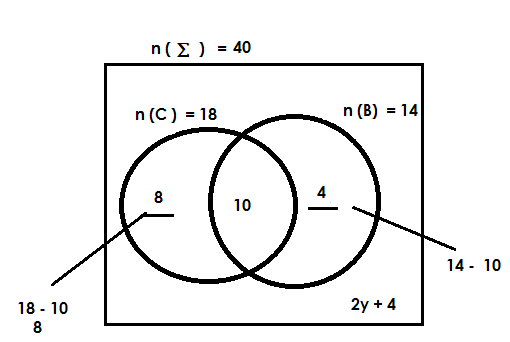 n ( Σ ) = 40
n (C ) = 18
n (B) = 14
8
10
4
14 - 10
18 - 10
8
2y + 4